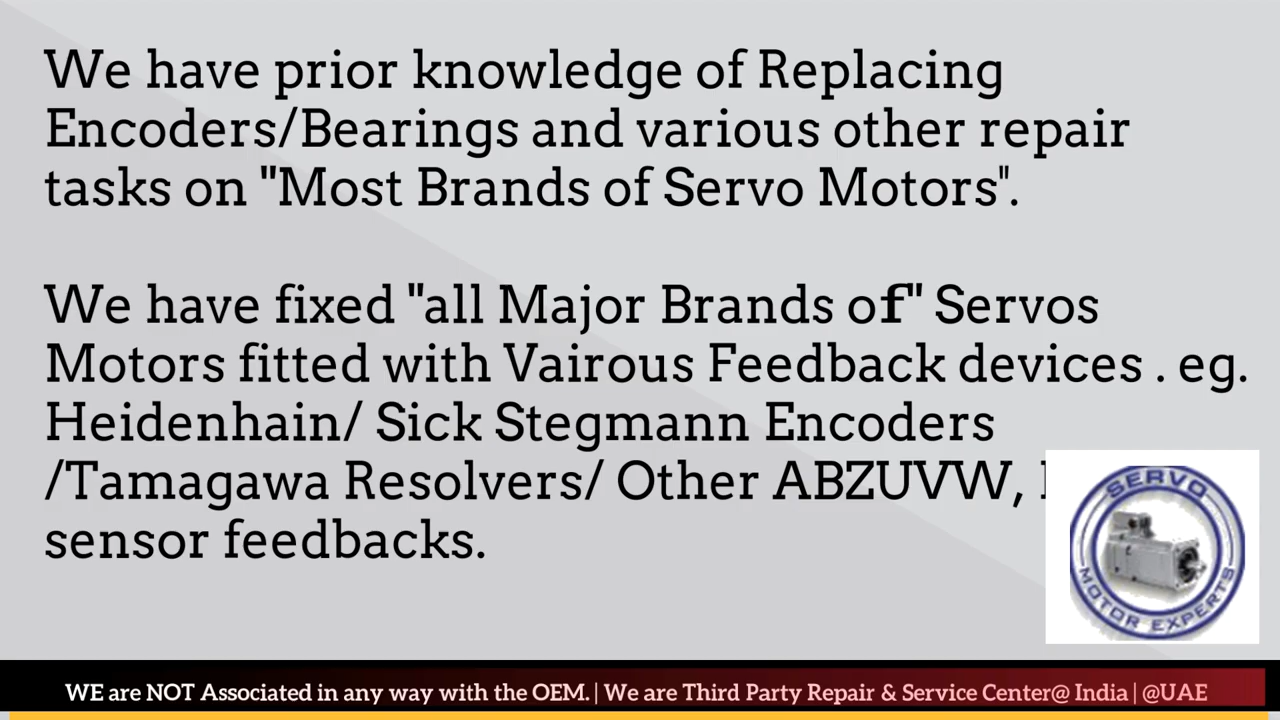 We have prior knowledge of Replacing
Encoders/Bearings and various other repair
tasks on "Most Brands of Servo Motors".
We have fixed "all Major Brands of" Servos
Motors fitted with Vairous Feedback devices . eg.
Heidenhain/ Sick Stegmann Encoders
/Tamagawa Resolvers/ Other ABZUVW,
sensor feedbacks.
SERVO
MOTOR EXPERTS
WE are NOT Associated in any way with the OEM. | We are Third Party Repair & Service Center@ India | @UAE